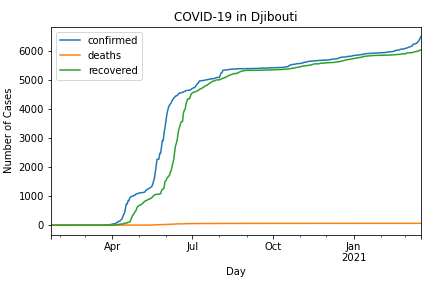 COVID-19 in Djibouti
confirmed
deaths
recovered
Number of Cases
6000
5000
4000
3000
2000
1000
0
Apr
Jul
Oct
Jan
2021
Day